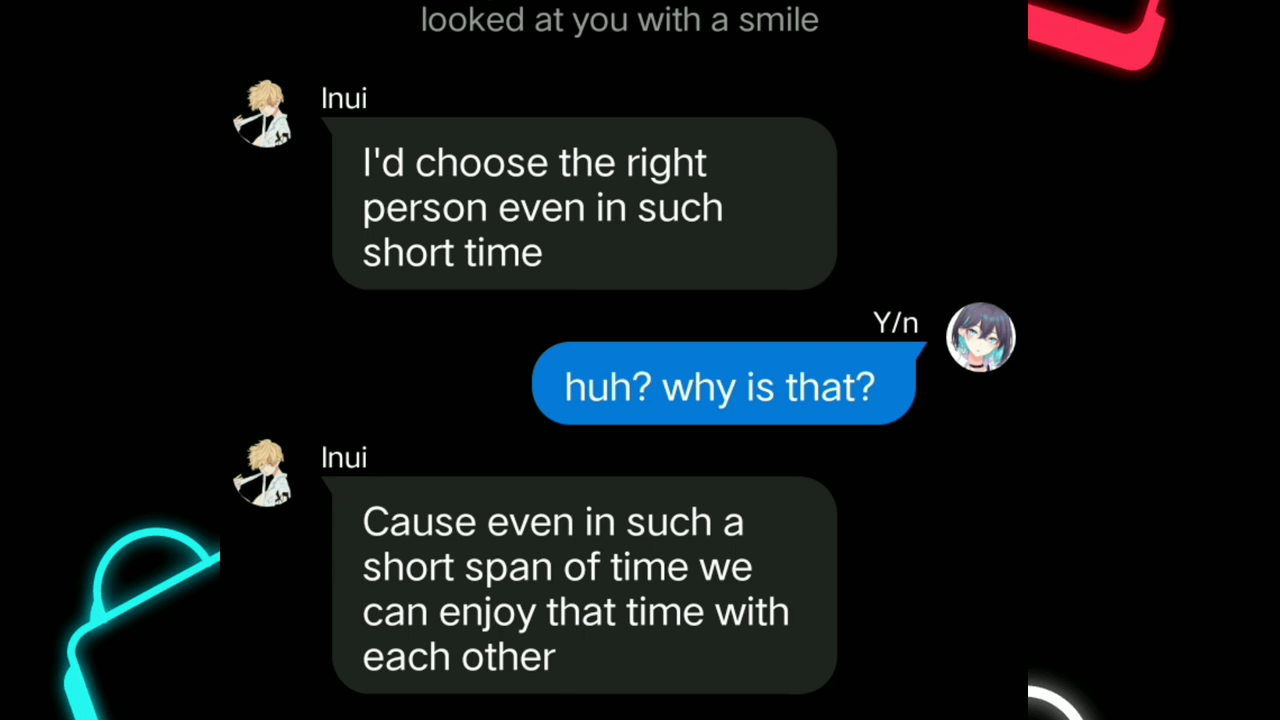 looked at you with a smile
Inui
I'd choose the right
person even in such
short time
Y/n
huh? why is that?
Inui
Cause even in such a
short span of time we
can enjoy that time with
each other